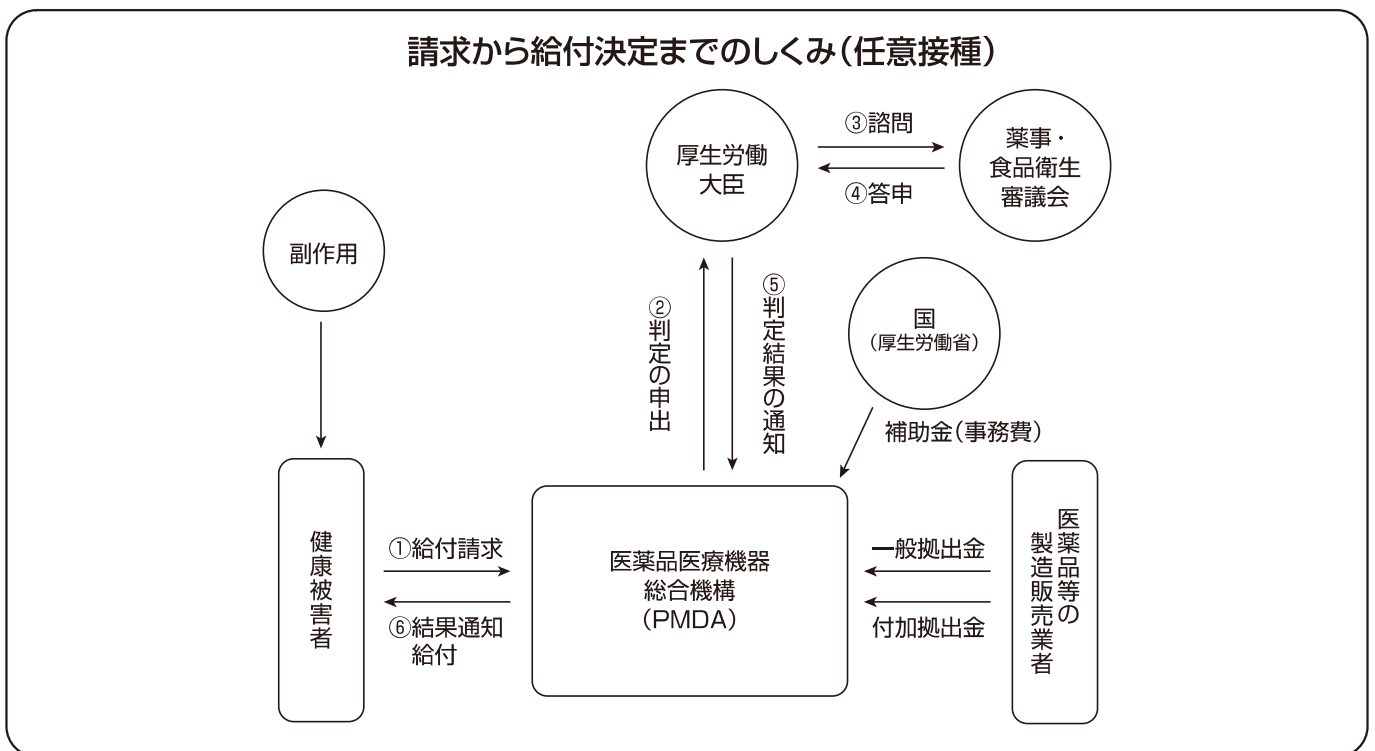 請求から給付決定までのしくみ（任意接種）
副作用
厚生労働
大臣
③諮問
④答申
薬事・
食品衛生
審議会
②判定の申出
⑤判定結果の通知
国
（厚生労働省）
補助金（事務費）
健康被害者
①給付請求
⑥結果通知
給付
医薬品医療機器
総合機構
（PMDA）
一般拠出金
付加拠出金
医薬品等の
製造販売業者